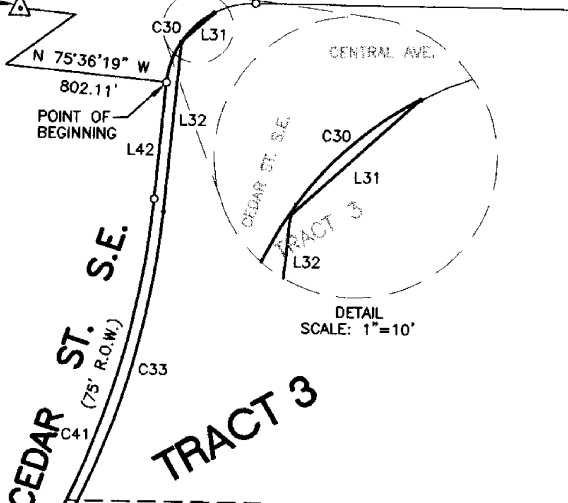 C30
L31
N 75°36'19" W
802.11'
POINT OF
BEGINNING
L32
L42
CENTRAL AVE.
C30
L31
CEDAR ST. S.E.
TRACT 3
L32
DETAIL
SCALE: 1"=10'
CEDAR ST. S.E.
(75' R.O.W.)
C33
C41
TRACT 3